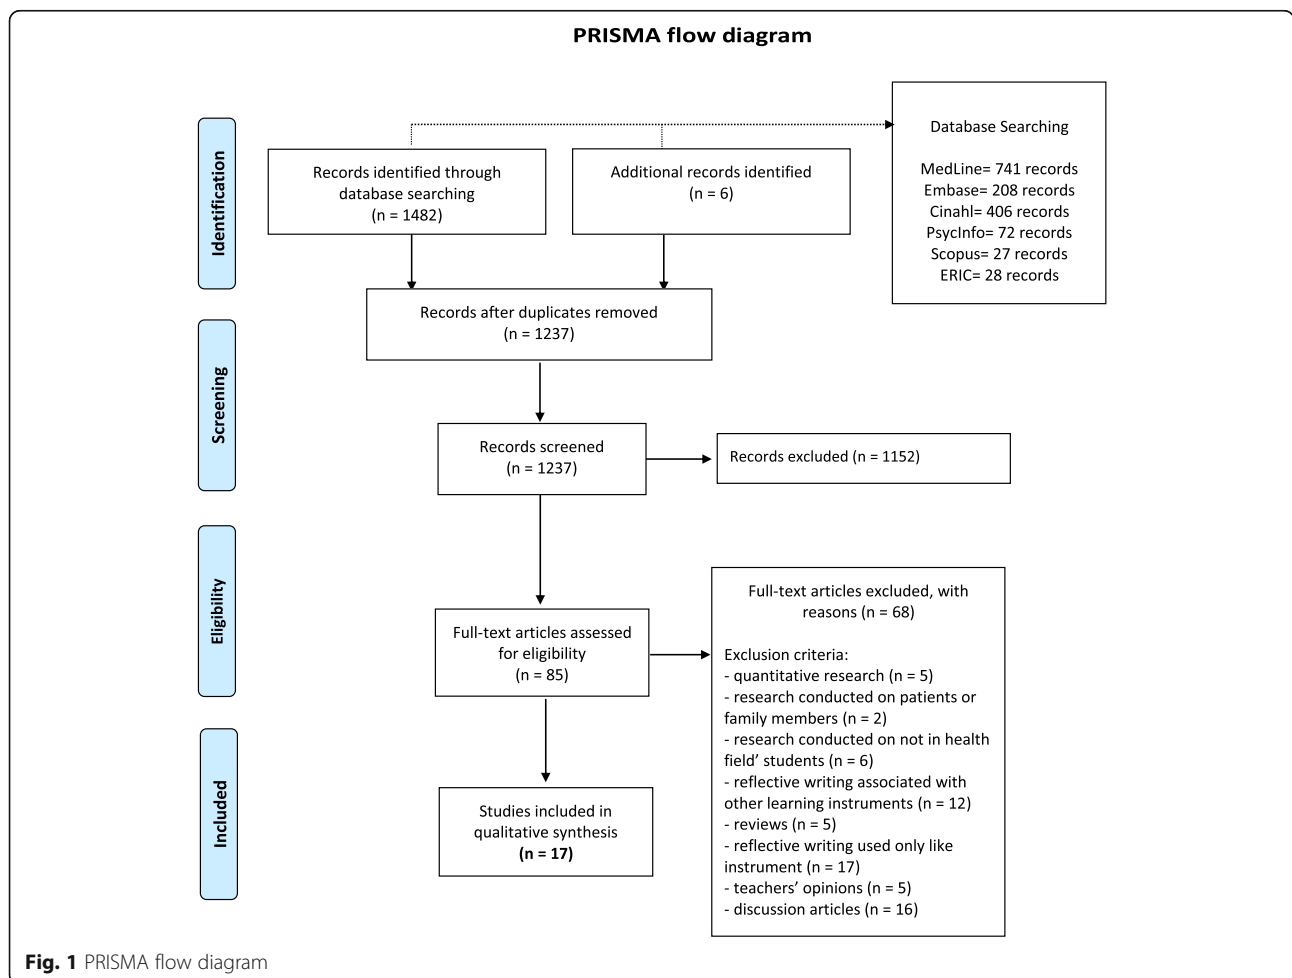 PRISMA flow diagram
Identification
Records identified through
database searching
(n = 1482)
Additional records identified
(n = 6)
Database Searching
MedLine= 741 records
Embase= 208 records
Cinahl= 406 records
PsycInfo= 72 records
Scopus= 27 records
ERIC= 28 records
Records after duplicates removed
(n = 1237)
Screening
Records screened
(n = 1237)
Records excluded (n = 1152)
Eligibility
Full-text articles assessed
for eligibility
(n = 85)
Full-text articles excluded, with
reasons (n = 68)
Exclusion criteria:
- quantitative research (n = 5)
- research conducted on patients or
family members (n = 2)
- research conducted on not in health
field’ students (n = 6)
- reflective writing associated with
other learning instruments (n = 12)
- reviews (n = 5)
- reflective writing used only like
instrument (n = 17)
- teachers’ opinions (n = 5)
- discussion articles (n = 16)
Included
Studies included in
qualitative synthesis
(n = 17)
Fig. 1 PRISMA flow diagram